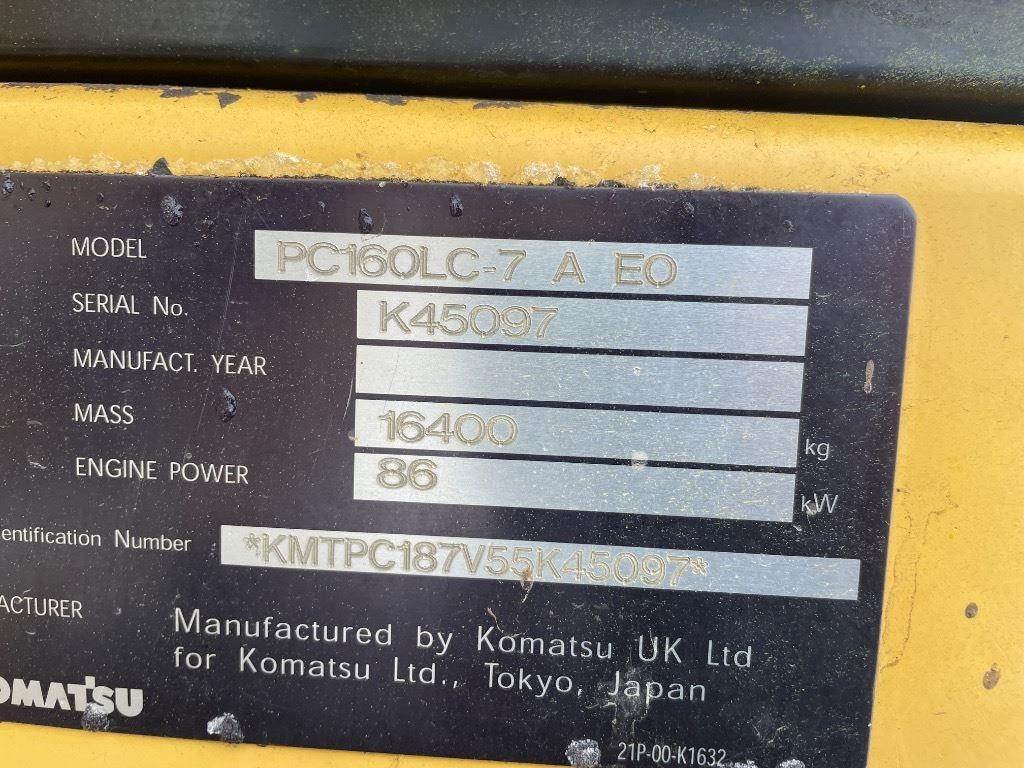 MODEL PC160LC-7 A EO
SERIAL No. K45097
MANUFACT. YEAR
MASS 16400 kg
ENGINE POWER 86 kW
entification Number *KMTPC187V55K45097*
ACTURER
Manufactured by Komatsu UK Ltd
for Komatsu Ltd., Tokyo, Japan
OMATSU
21P-00-K1632